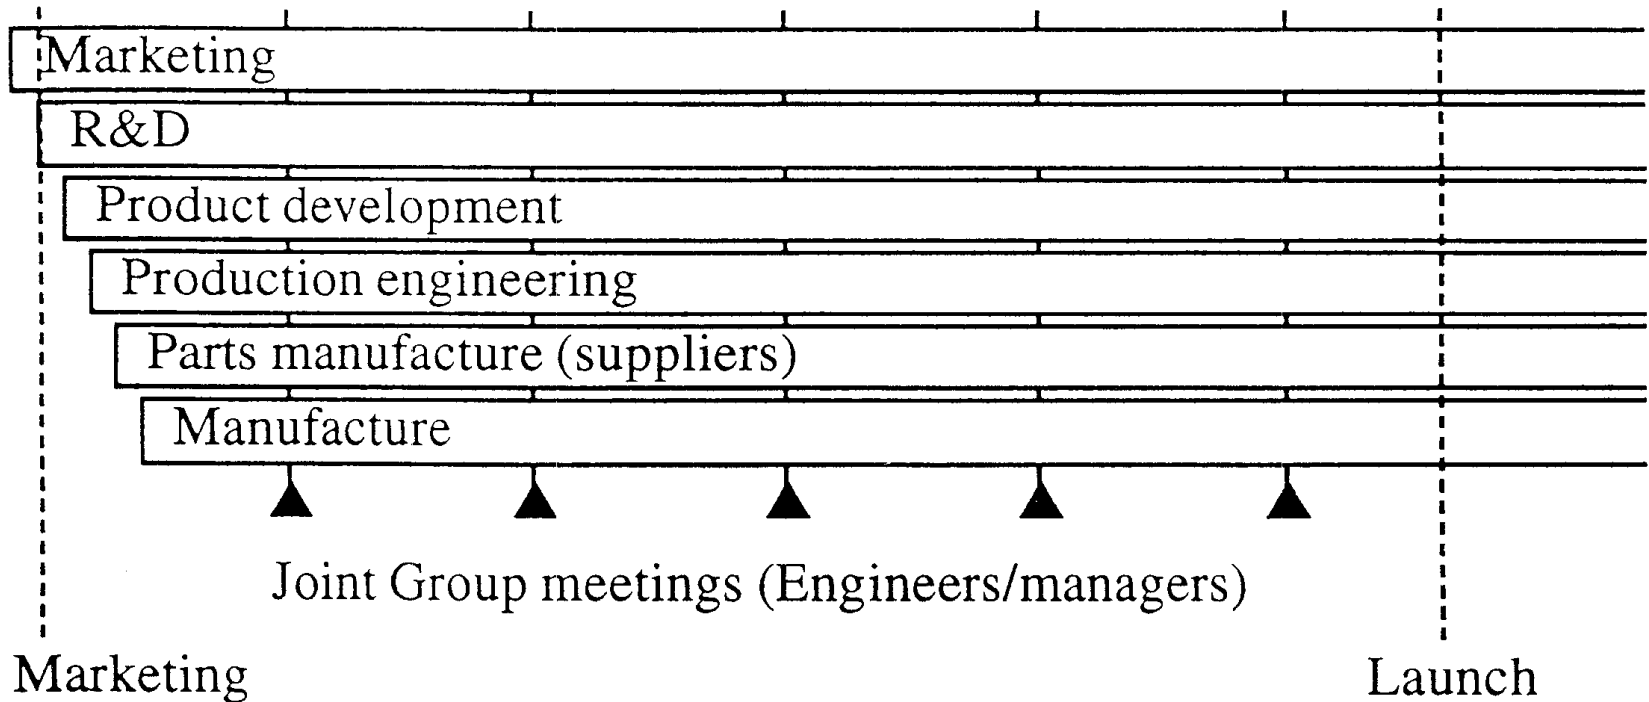 Marketing
R&D
Product development
Production engineering
Parts manufacture (suppliers)
Manufacture
Joint Group meetings (Engineers/managers)
Marketing
Launch